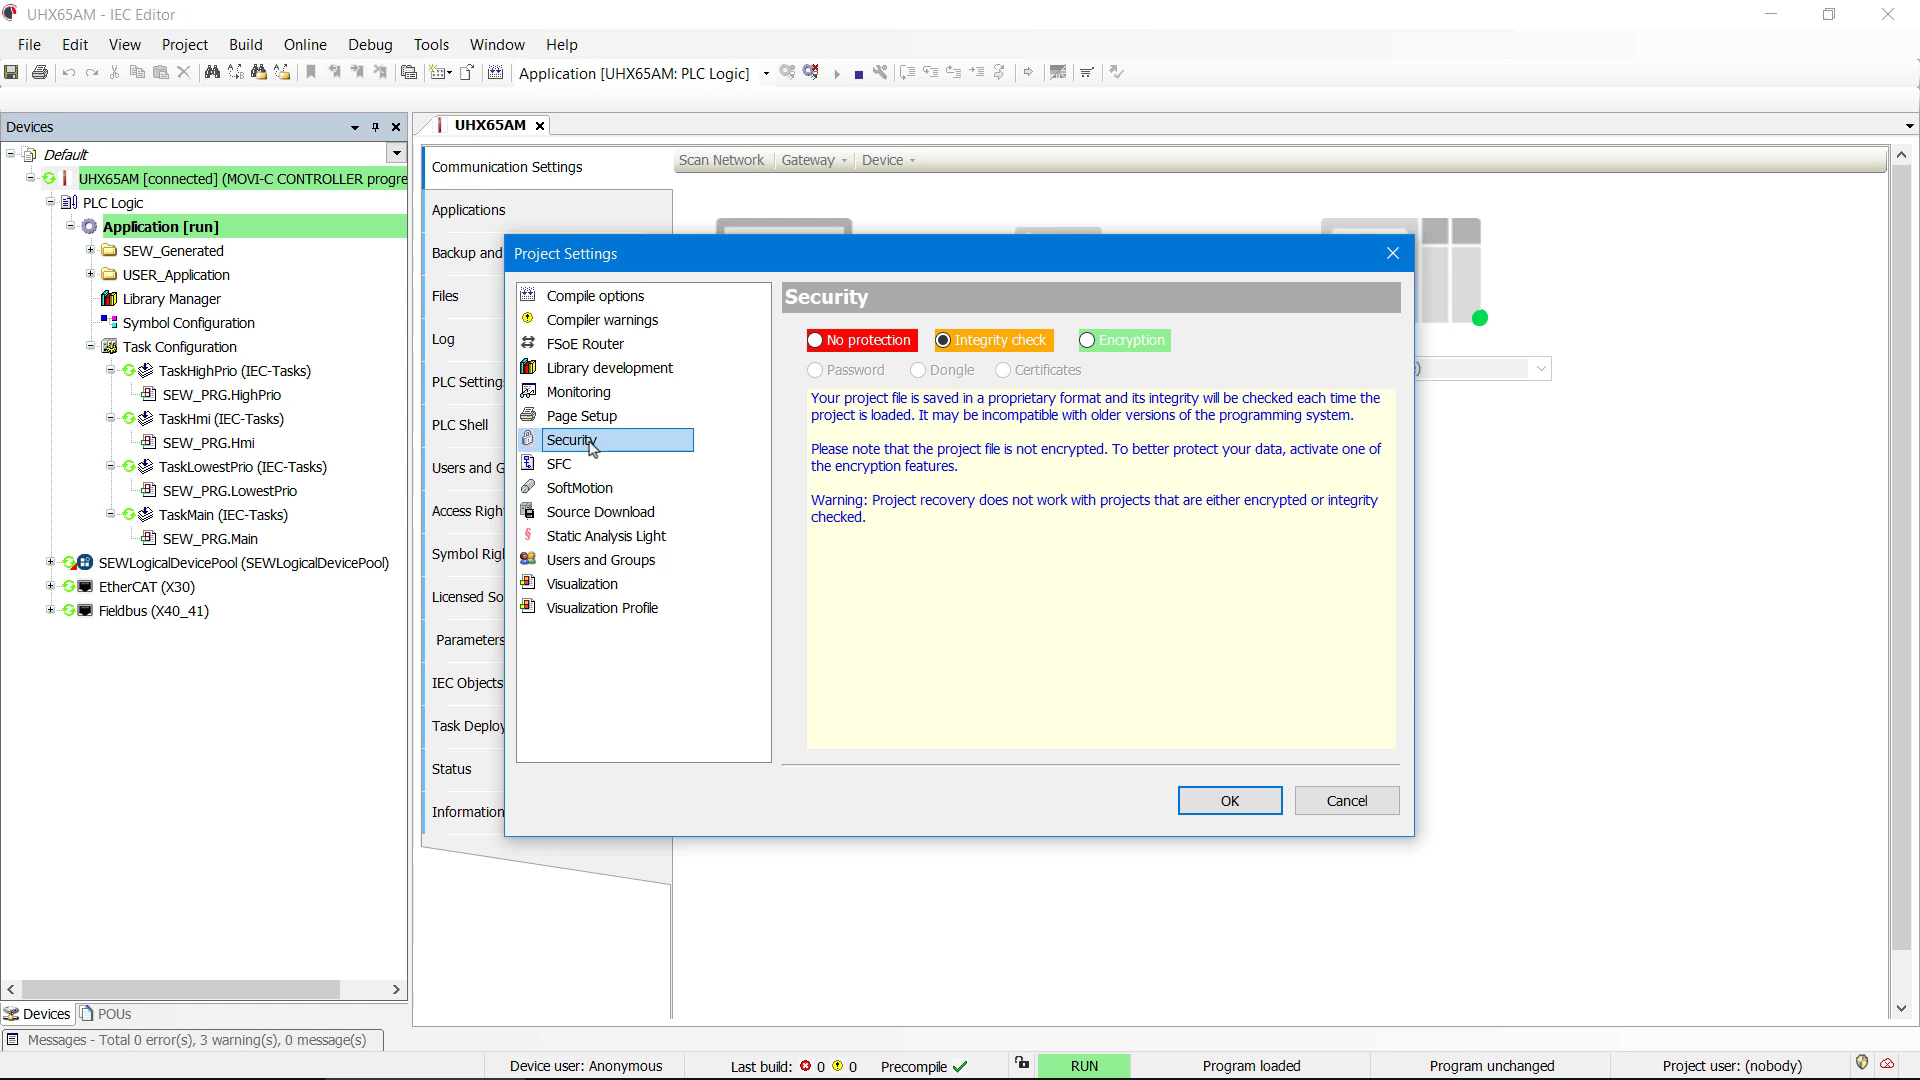 UHX65AM - IEC Editor
File Edit View Project Build Online Debug Tools Window Help
Application [UHX65AM: PLC Logic]
Devices
Default
UHX65AM [connected] (MOVI-C CONTROLLER progre
PLC Logic
Application [run]
SEW_Generated
USER_Application
Library Manager
Symbol Configuration
Task Configuration
TaskHighPrio (IEC-Tasks)
SEW_PRG.HighPrio
TaskHmi (IEC-Tasks)
SEW_PRG.Hmi
TaskLowestPrio (IEC-Tasks)
SEW_PRG.LowestPrio
TaskMain (IEC-Tasks)
SEW_PRG.Main
SEWLogicalDevicePool (SEWLogicalDevicePool)
EtherCAT (X30)
Fieldbus (X40_41)
Devices POUs
Messages - Total 0 error(s), 3 warning(s), 0 message(s)
UHX65AM
Communication Settings
Applications
Backup and
Files
Log
PLC Setting
PLC Shell
Users and G
Access Righ
Symbol Rig
Licensed So
Parameters
IEC Objects
Task Deploy
Status
Information
Scan Network Gateway Device
Project Settings
Compile options
Compiler warnings
FSoE Router
Library development
Monitoring
Page Setup
Security
SFC
SoftMotion
Source Download
Static Analysis Light
Users and Groups
Visualization
Visualization Profile
Security
No protection Integrity check Encryption
Password Dongle Certificates
Your project file is saved in a proprietary format and its integrity will be checked each time the
project is loaded. It may be incompatible with older versions of the programming system.
Please note that the project file is not encrypted. To better protect your data, activate one of
the encryption features.
Warning: Project recovery does not work with projects that are either encrypted or integrity
checked.
OK Cancel
)
Device user: Anonymous Last build: 0 0 Precompile RUN Program loaded Program unchanged Project user: (nobody)